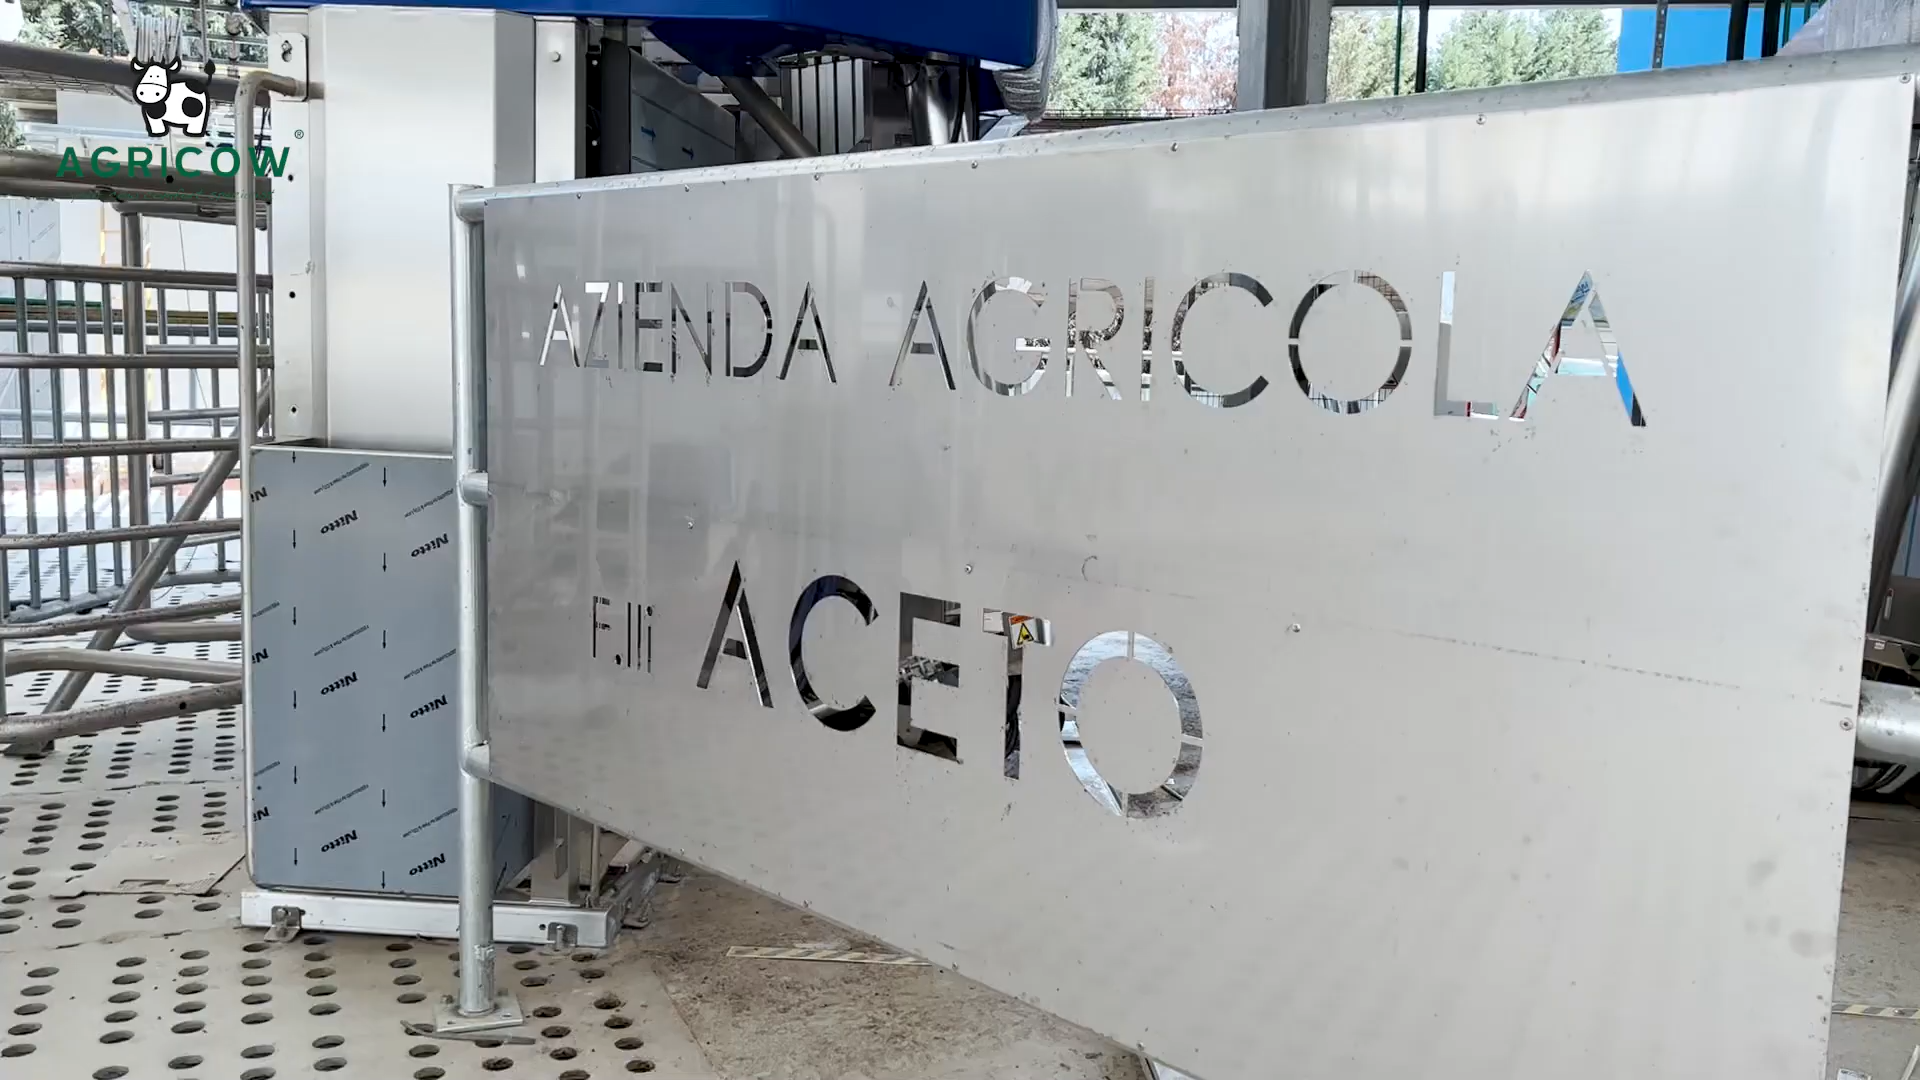 AGRICOW®
AZIENDA AGRICOLA
F.lli ACETO
Nitto
Nitto
Nitto
Nitto
Nitto
Nitto